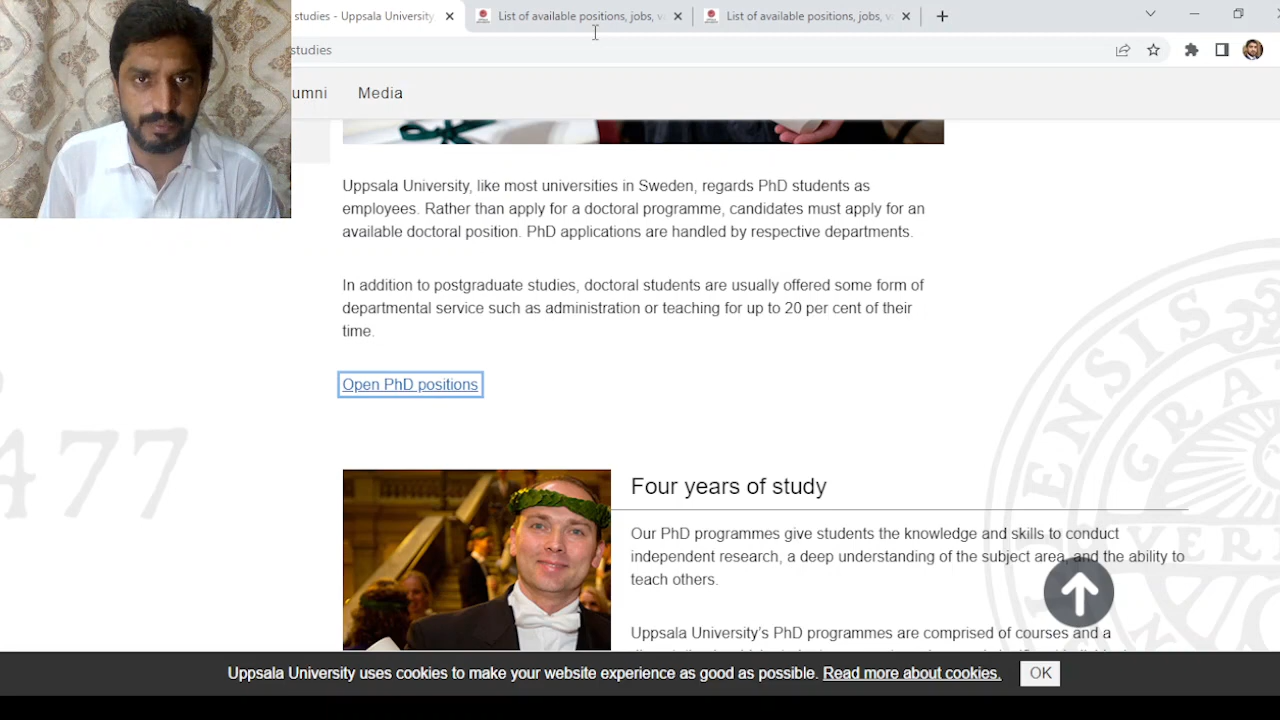 studies - Uppsala University
List of available positions, jobs, v
List of available positions, jobs, v
studies
umni
Media
Uppsala University, like most universities in Sweden, regards PhD students as
employees. Rather than apply for a doctoral programme, candidates must apply for an
available doctoral position. PhD applications are handled by respective departments.
In addition to postgraduate studies, doctoral students are usually offered some form of
departmental service such as administration or teaching for up to 20 per cent of their
time.
Open PhD positions
477
ENSIS
GRA
VERSI
Four years of study
Our PhD programmes give students the knowledge and skills to conduct
independent research, a deep understanding of the subject area, and the ability to
teach others.
Uppsala University's PhD programmes are comprised of courses and a
Uppsala University uses cookies to make your website experience as good as possible. Read more about cookies.
OK